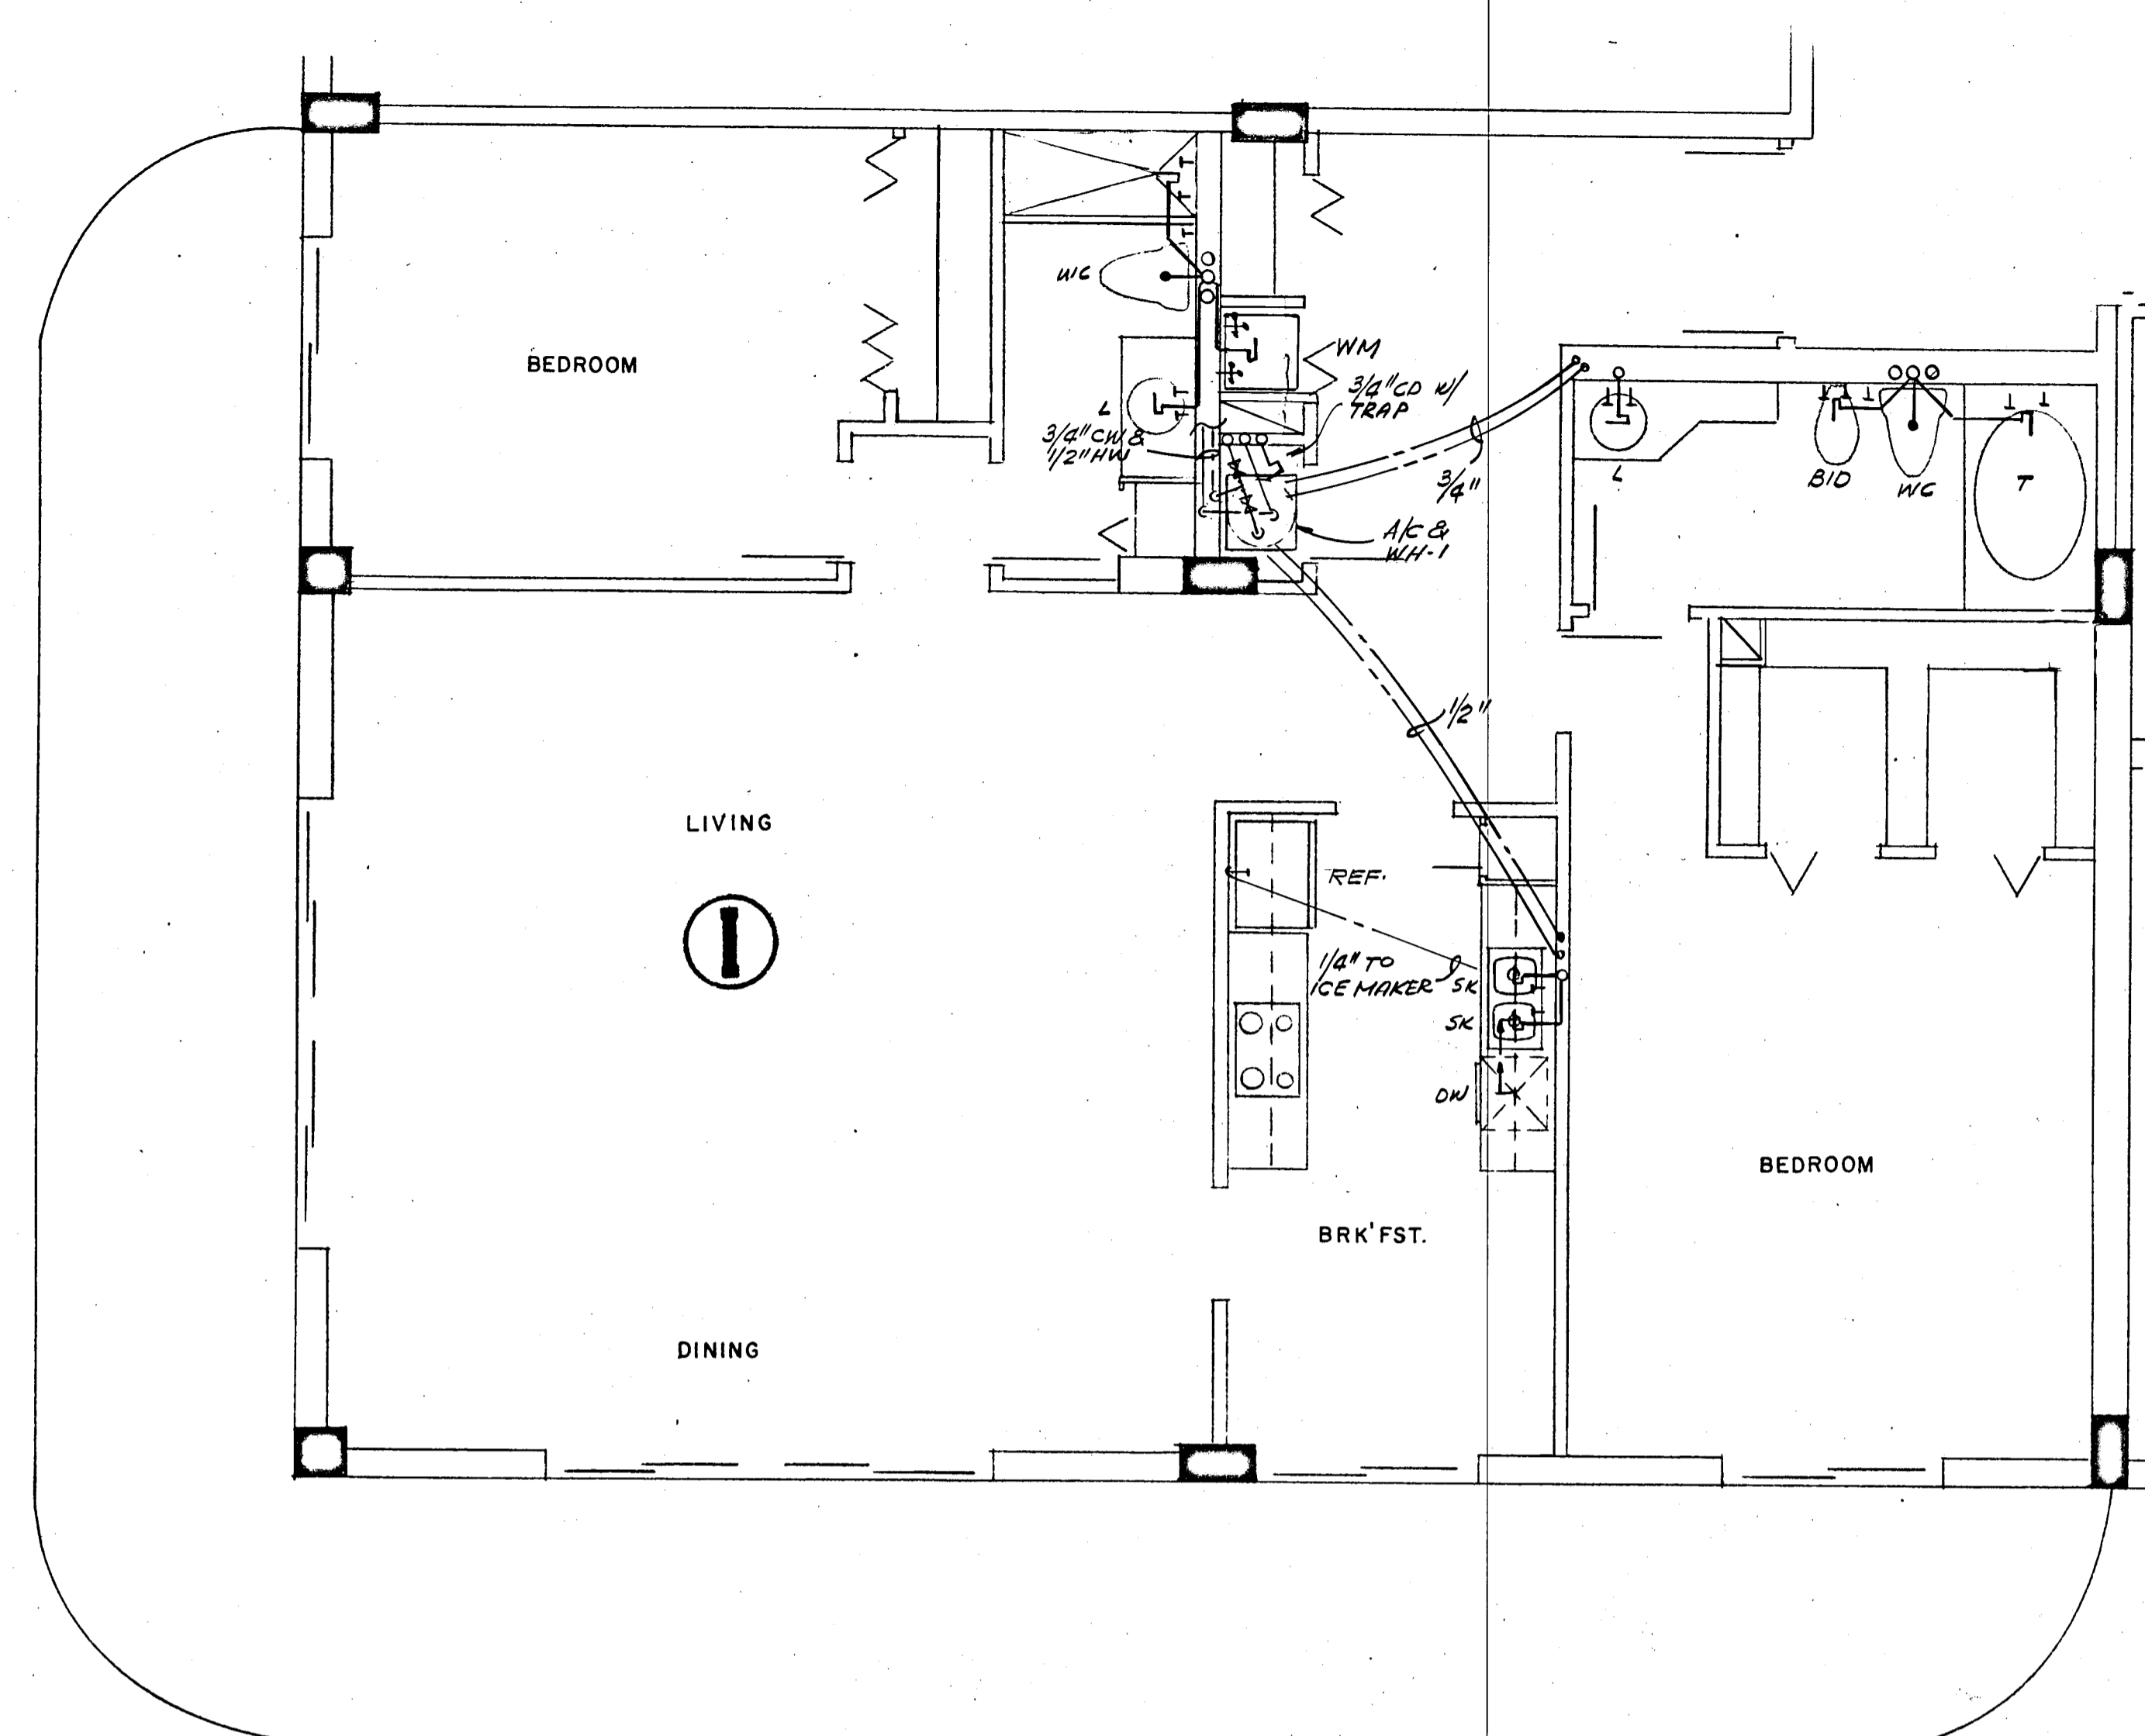 WC
BEDROOM
WM
3/4" CD W/
TRAP
L
3/4" CW &
1/2" HW
3/4"
L
BID
WC
T
A/C &
WH-1
1/2"
LIVING
I
REF.
1/4" TO
ICE MAKER
SK
SK
DW
BEDROOM
BRK'FST.
DINING